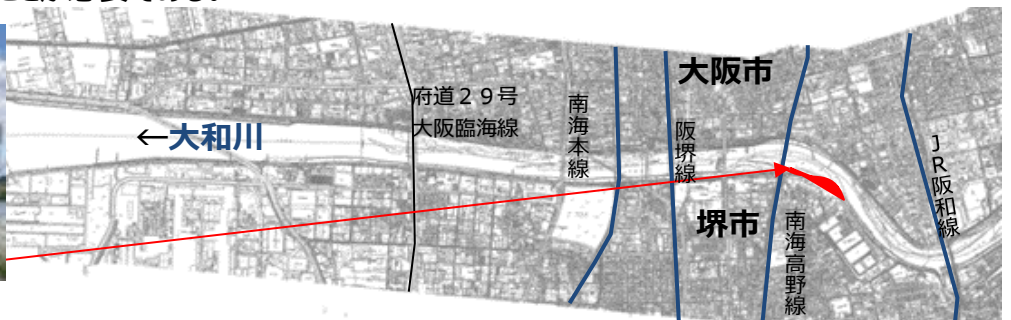 大阪市
府道２９号
大阪臨海線
←大和川
南海本線
阪堺線
堺市
南海高野線
ＪＲ阪和線